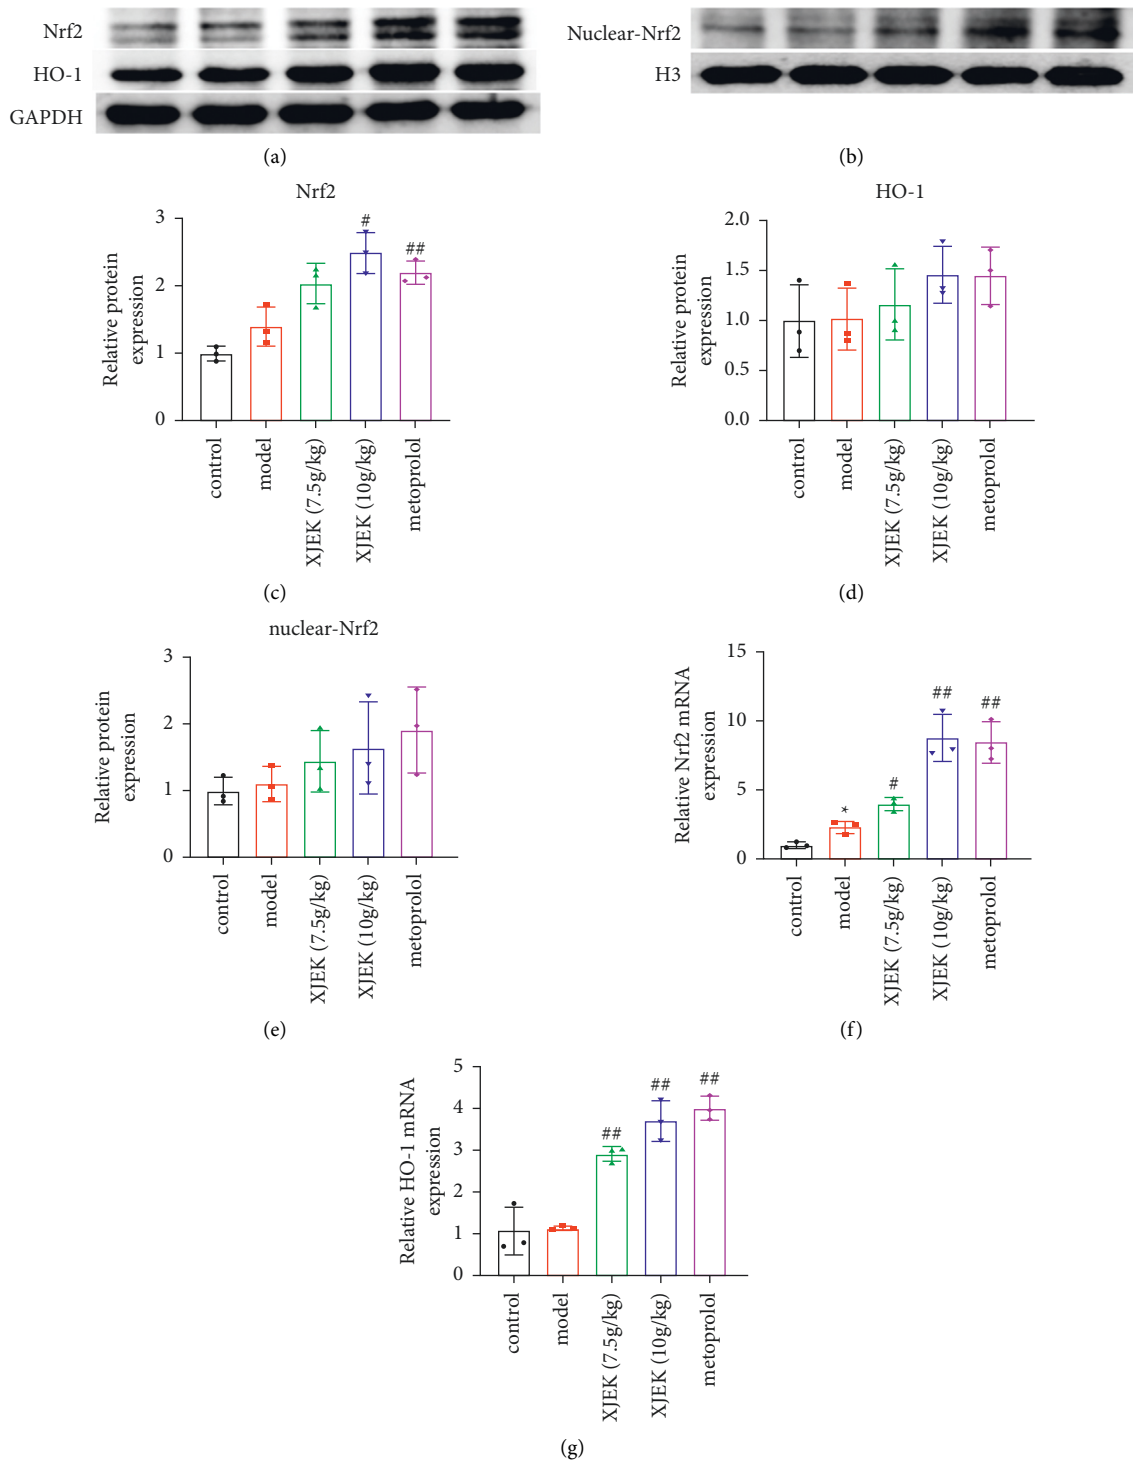 Nrf2
HO-1
GAPDH
(a)
Nuclear-Nrf2
H3
(b)
Nrf2
Relative protein
expression
3
2
1
0
#
##
control
model
XJEK (7.5g/kg)
XJEK (10g/kg)
metoprolol
(c)
HO-1
Relative protein
expression
2.0
1.5
1.0
0.5
0.0
control
model
XJEK (7.5g/kg)
XJEK (10g/kg)
metoprolol
(d)
nuclear-Nrf2
Relative protein
expression
3
2
1
0
control
model
XJEK (7.5g/kg)
XJEK (10g/kg)
metoprolol
(e)
Relative Nrf2 mRNA
expression
15
10
5
0
*
#
##
##
control
model
XJEK (7.5g/kg)
XJEK (10g/kg)
metoprolol
(f)
Relative HO-1 mRNA
expression
5
4
3
2
1
0
##
##
##
control
model
XJEK (7.5g/kg)
XJEK (10g/kg)
metoprolol
(g)